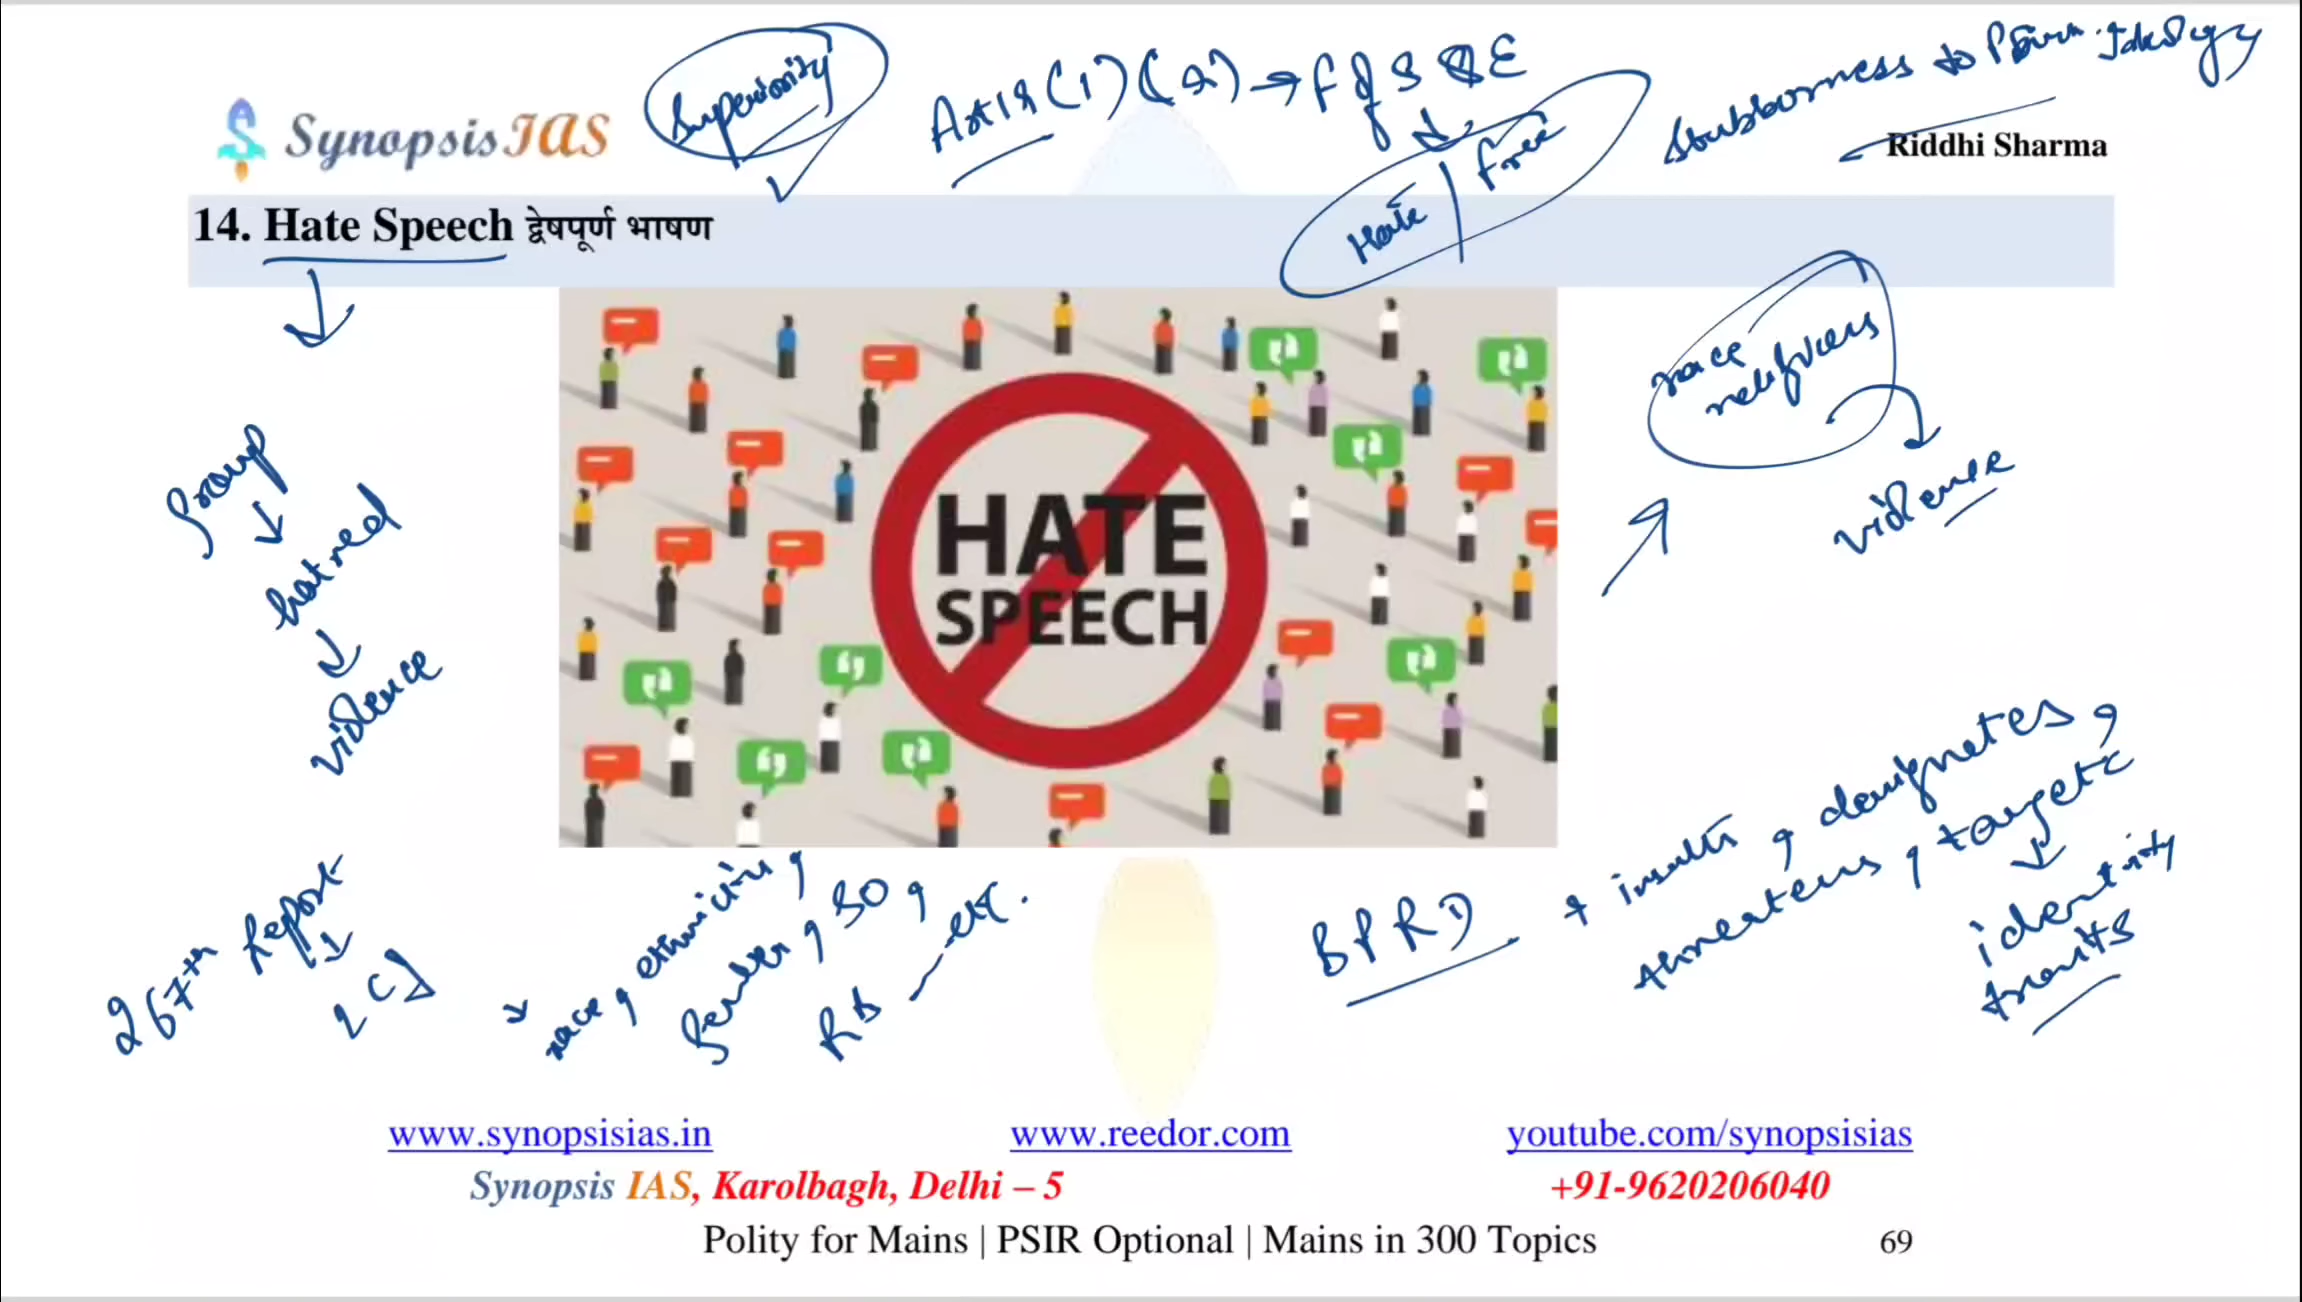 Superiority
Art 19 (1) (a) → F of S & E
Hate / free
Stubbornness to
SynopsisIAS
Riddhi Sharma
14. Hate Speech द्वेषपूर्ण भाषण
race
religious
violence
group
hatred
violence
HATE
SPEECH
267th Report
LCI
race, ethnicity,
Gender, SO,
RB — etc.
BPRD
insults, denigrates,
threatens, targets
identity
traits
www.synopsisias.in www.reedor.com youtube.com/synopsisias
Synopsis IAS, Karolbagh, Delhi – 5 +91-9620206040
Polity for Mains | PSIR Optional | Mains in 300 Topics 69